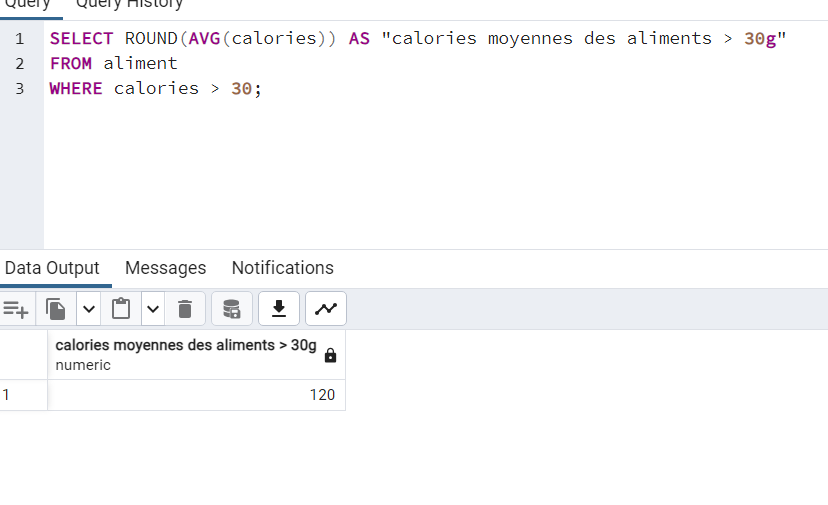 Query Query History
1 SELECT ROUND(AVG(calories)) AS "calories moyennes des aliments > 30g"
2 FROM aliment
3 WHERE calories > 30;
Data Output Messages Notifications
calories moyennes des aliments > 30g
numeric
1 120